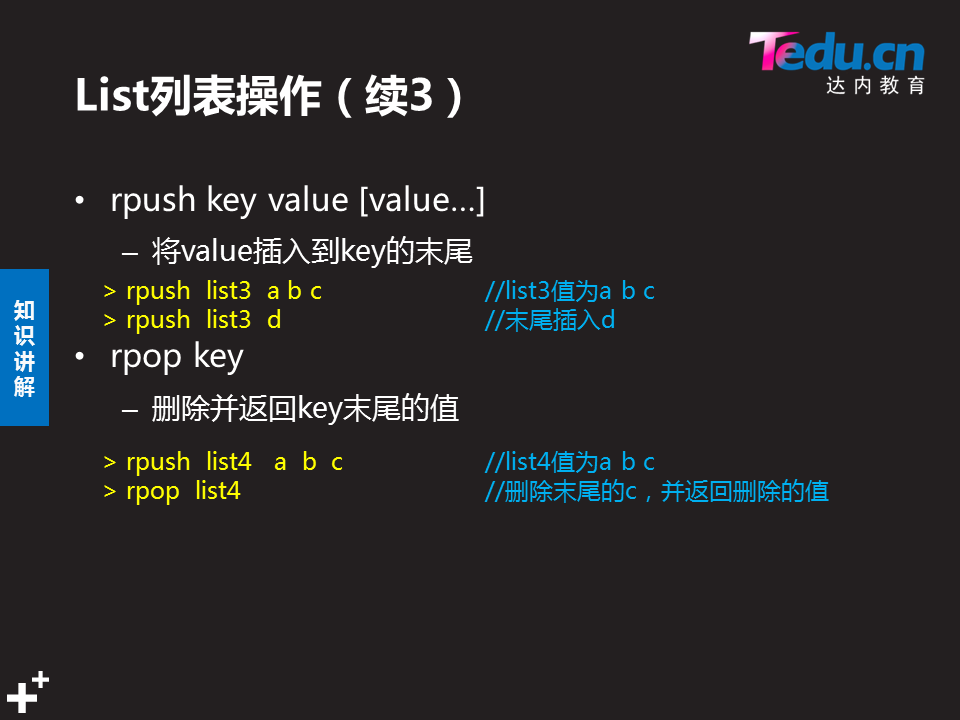 Tedu.cn
达内教育
List列表操作（续3）
• rpush key value [value…]
– 将value插入到key的末尾
> rpush list3 a b c //list3值为a b c
> rpush list3 d //末尾插入d
• rpop key
– 删除并返回key末尾的值
> rpush list4 a b c //list4值为a b c
> rpop list4 //删除末尾的c，并返回删除的值
知
识
讲
解